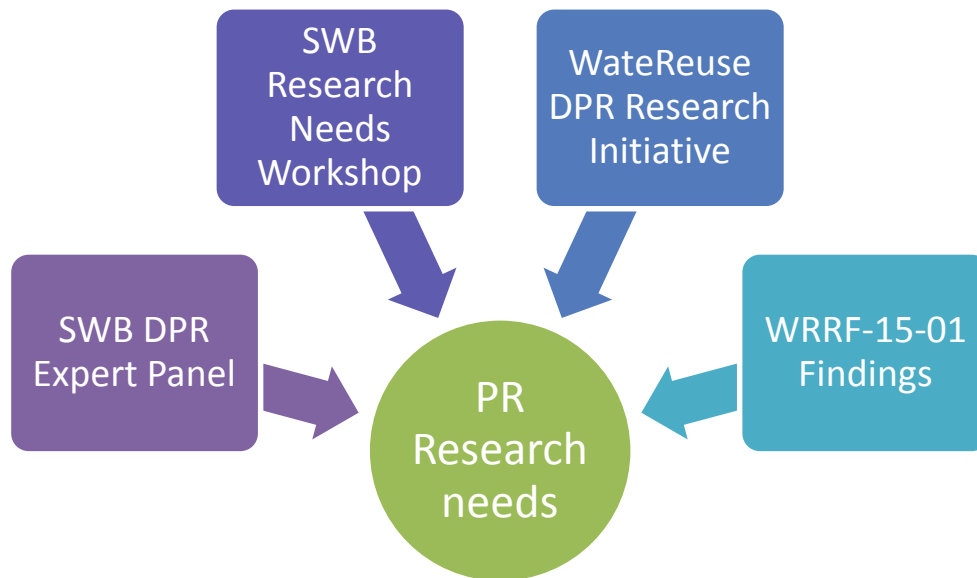 SWB
Research
Needs
Workshop
WateReuse
DPR Research
Initiative
SWB DPR
Expert Panel
WRRF-15-01
Findings
PR
Research
needs